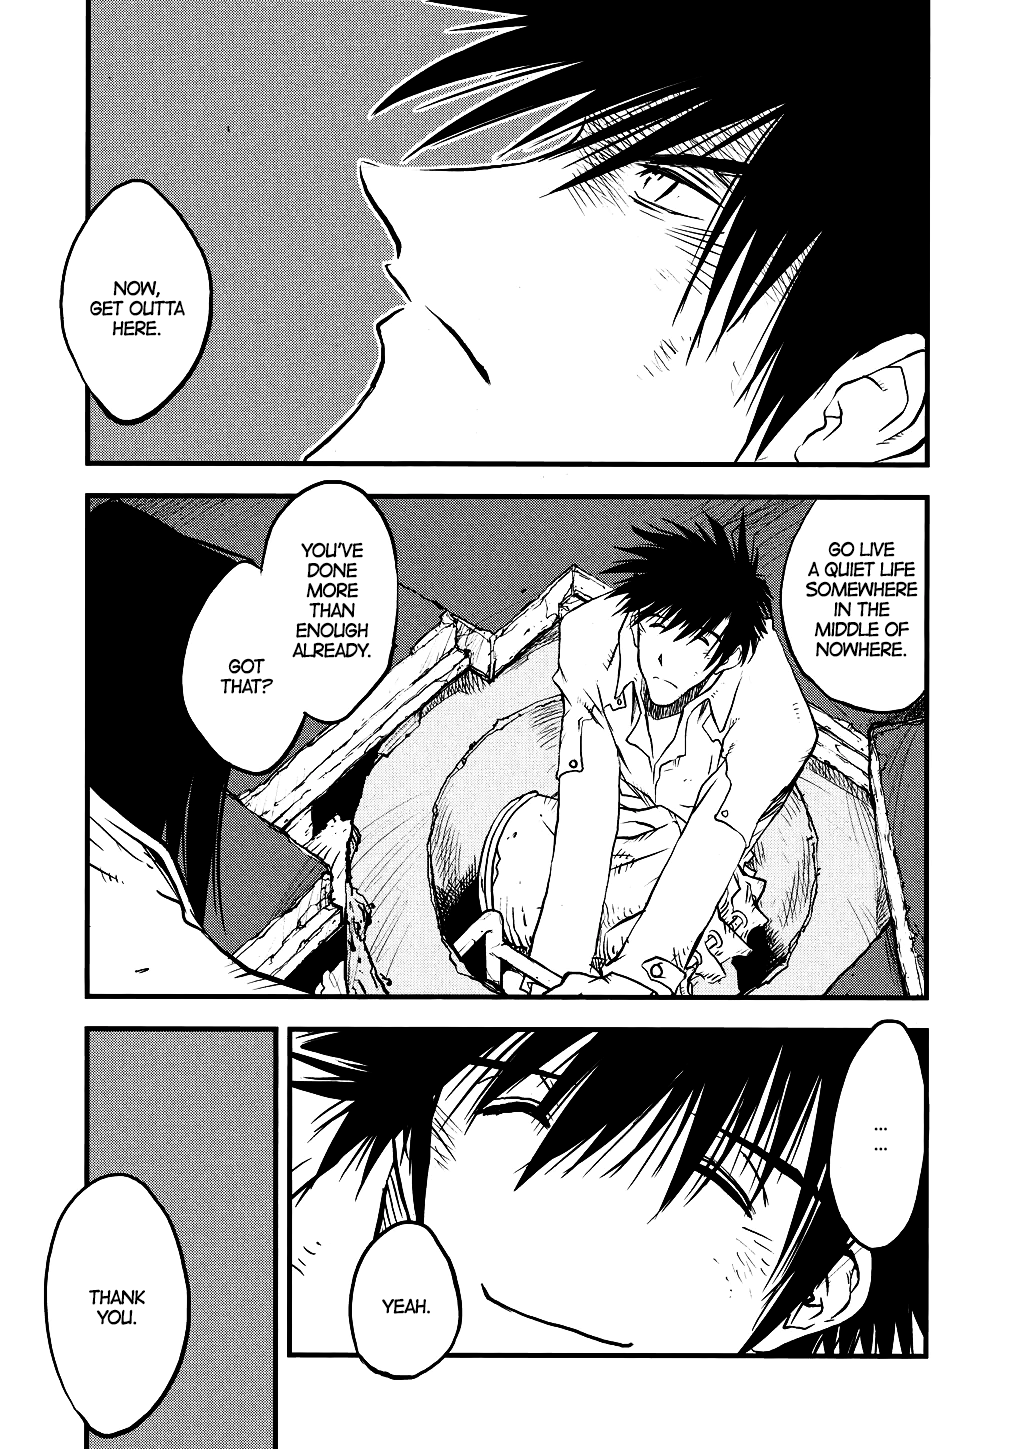 NOW,
GET OUTTA
HERE.
GO LIVE
A QUIET LIFE
SOMEWHERE
IN THE
MIDDLE OF
NOWHERE.
YOU'VE
DONE
MORE
THAN
ENOUGH
ALREADY.
GOT
THAT?
...
...
YEAH.
THANK
YOU.